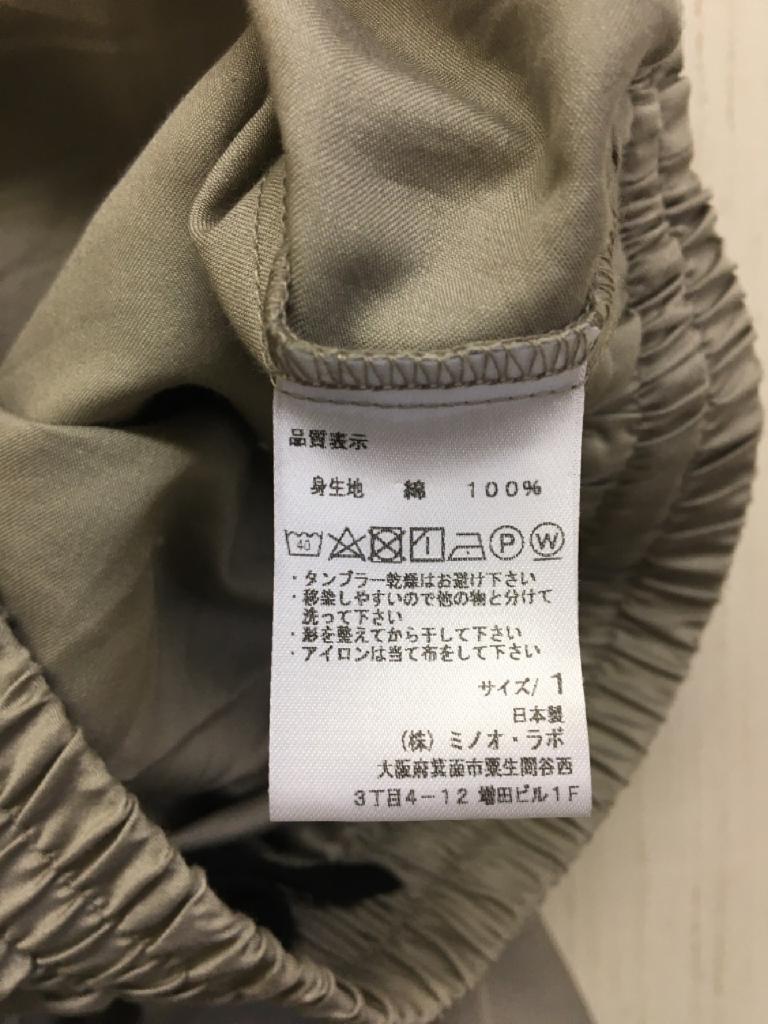 品質表示
身生地 綿 100%
40 P W
・タンブラー乾燥はお避け下さい
・移染しやすいので他の物と分けて
洗って下さい
・形を整えてから干して下さい
・アイロンは当て布をして下さい
サイズ/ 1
日本製
(株) ミノオ・ラボ
大阪府箕面市粟生間谷西
3丁目4-12 増田ビル1F